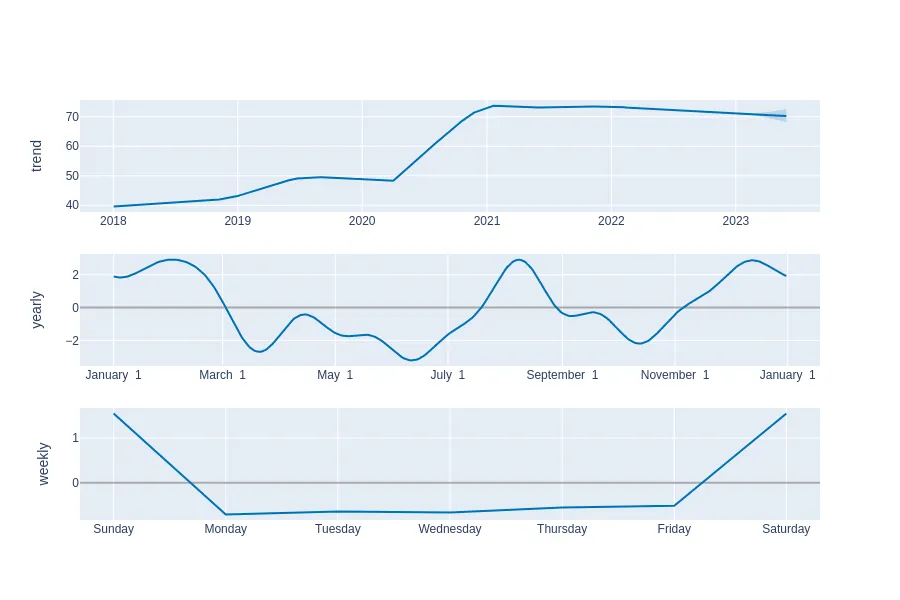 trend
70
60
50
40
2018 2019 2020 2021 2022 2023
yearly
2
0
−2
January 1 March 1 May 1 July 1 September 1 November 1 January 1
weekly
1
0
Sunday Monday Tuesday Wednesday Thursday Friday Saturday